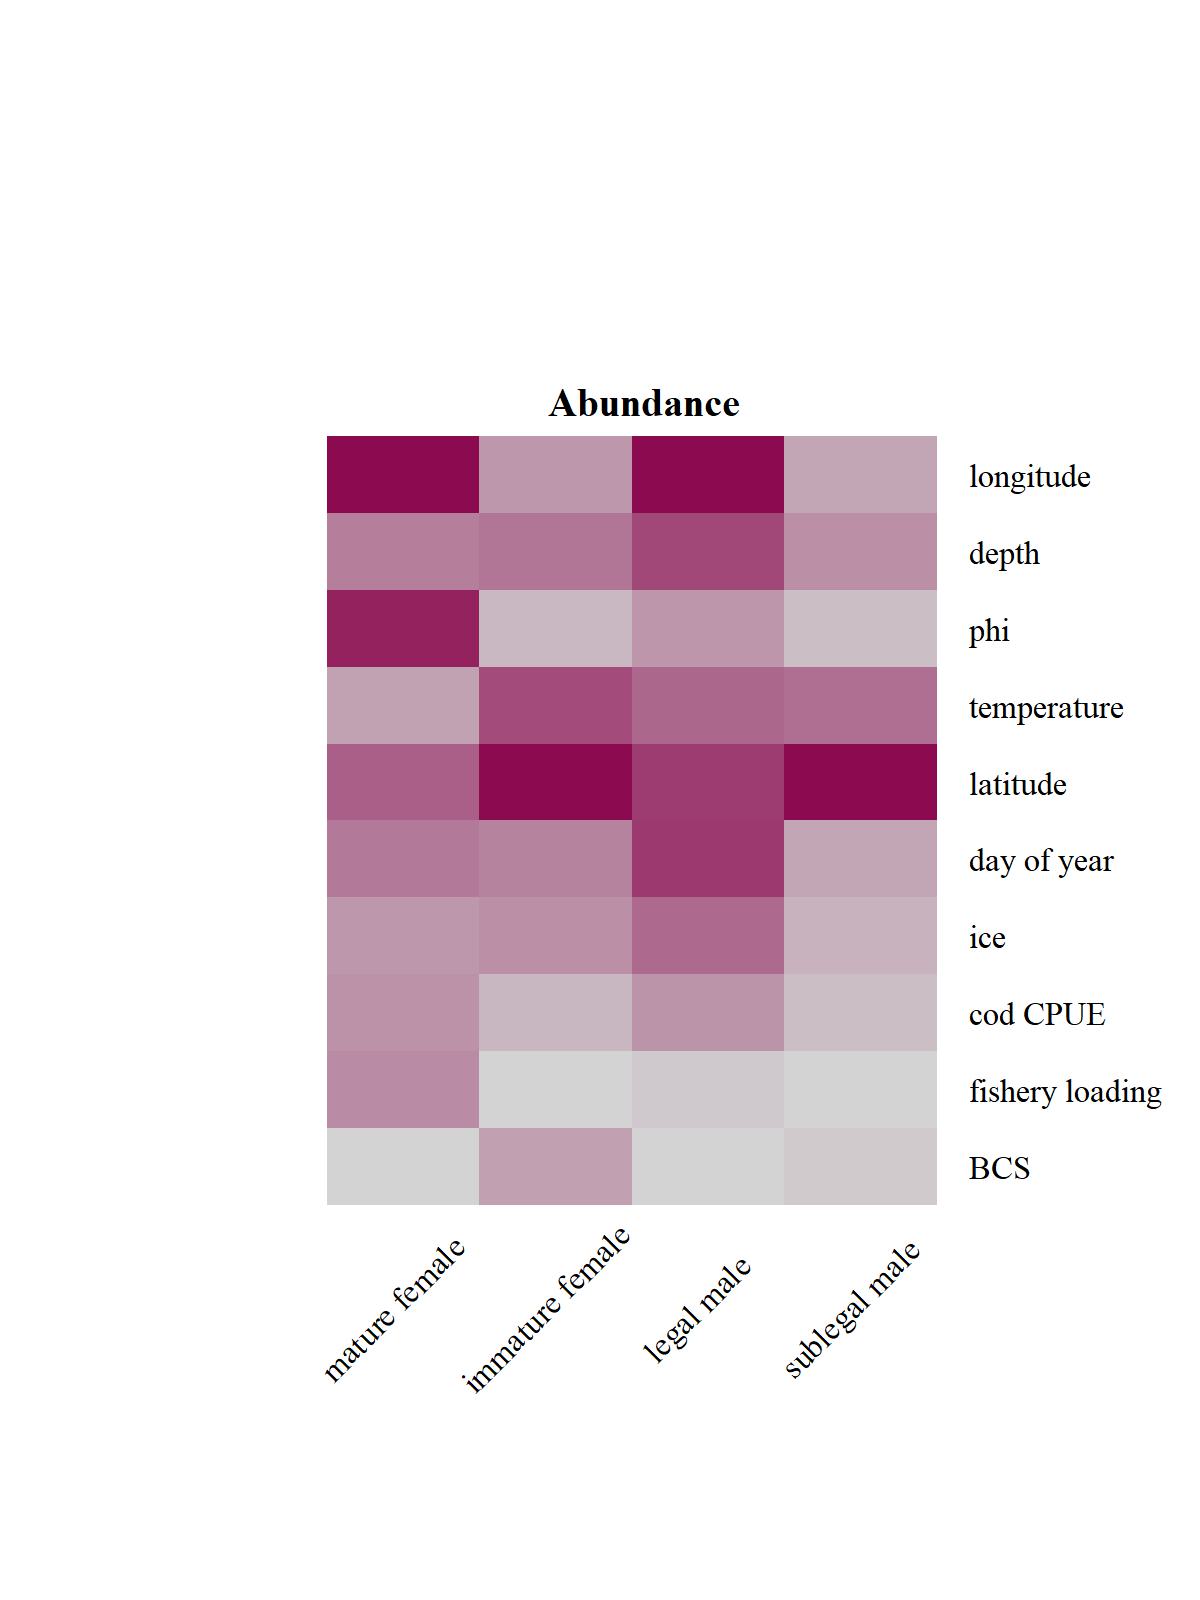 Abundance
longitude
depth
phi
temperature
latitude
day of year
ice
cod CPUE
fishery loading
BCS
mature female
immature female
legal male
sublegal male